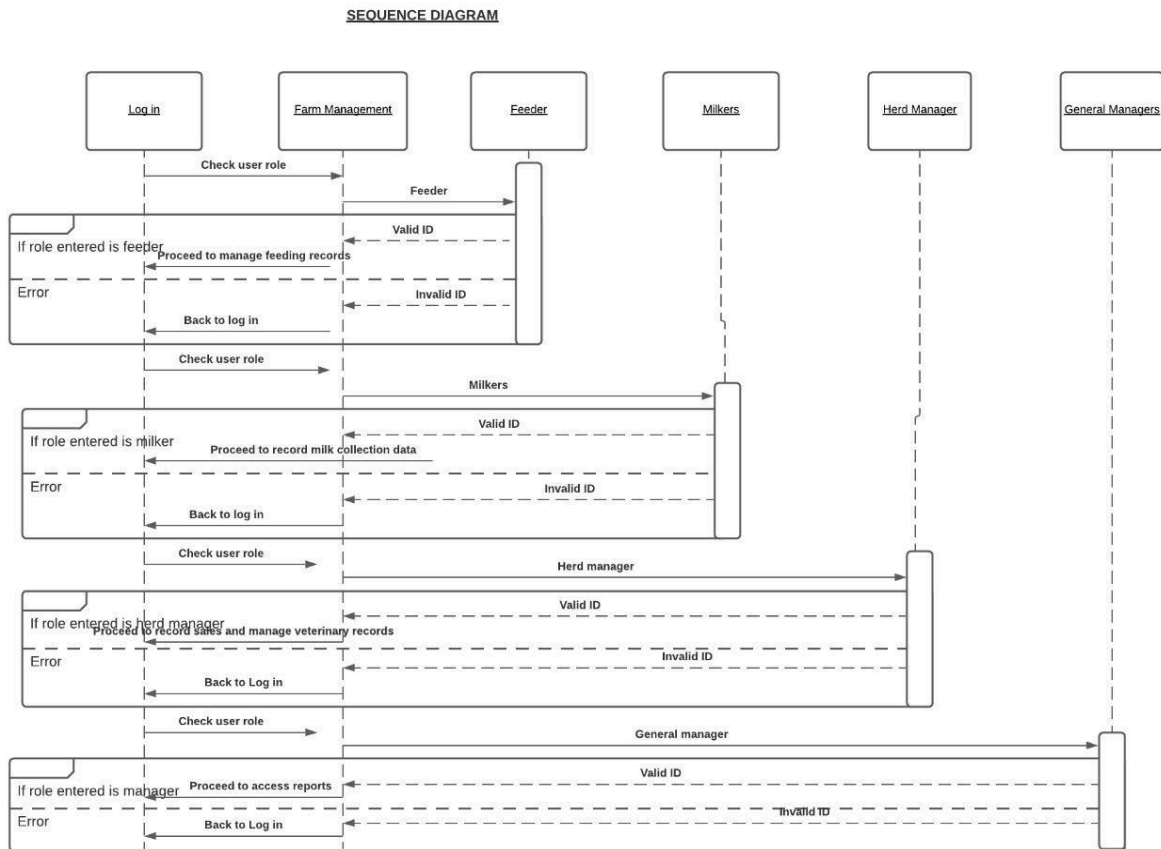 SEQUENCE DIAGRAM
Log in
Farm Management
Feeder
Milkers
Herd Manager
General Managers
Check user role
Feeder
Valid ID
If role entered is feeder
Proceed to manage feeding records
Error
Invalid ID
Back to log in
Check user role
Milkers
Valid ID
If role entered is milker
Proceed to record milk collection data
Error
Invalid ID
Back to log in
Check user role
Herd manager
Valid ID
If role entered is herd manager
Proceed to record sales and manage veterinary records
Error
Invalid ID
Back to Log in
Check user role
General manager
Valid ID
If role entered is manager
Proceed to access reports
Error
Invalid ID
Back to Log in